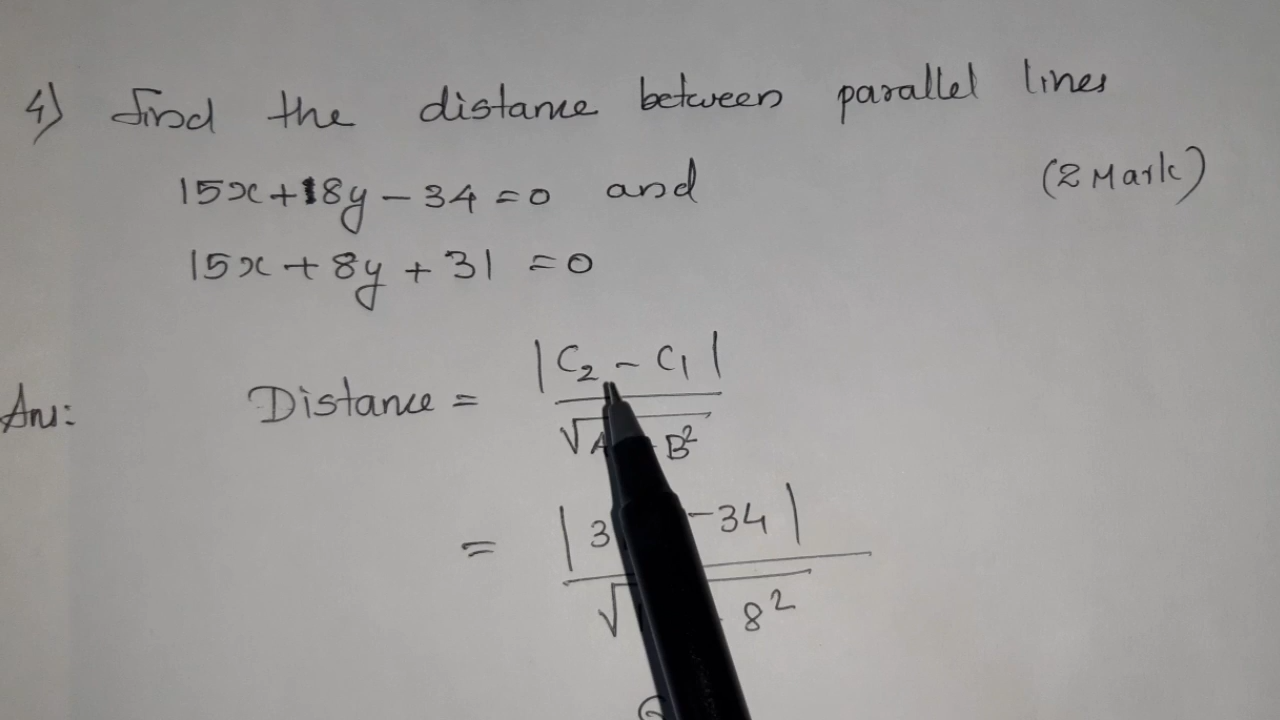 4) Find the distance between parallel lines
15x + 18y - 34 = 0 and (2 Mark)
15x + 8y + 31 = 0
Ans: Distance = |C₂ - C₁|
√A B²
= |3 -34|
√ 8²